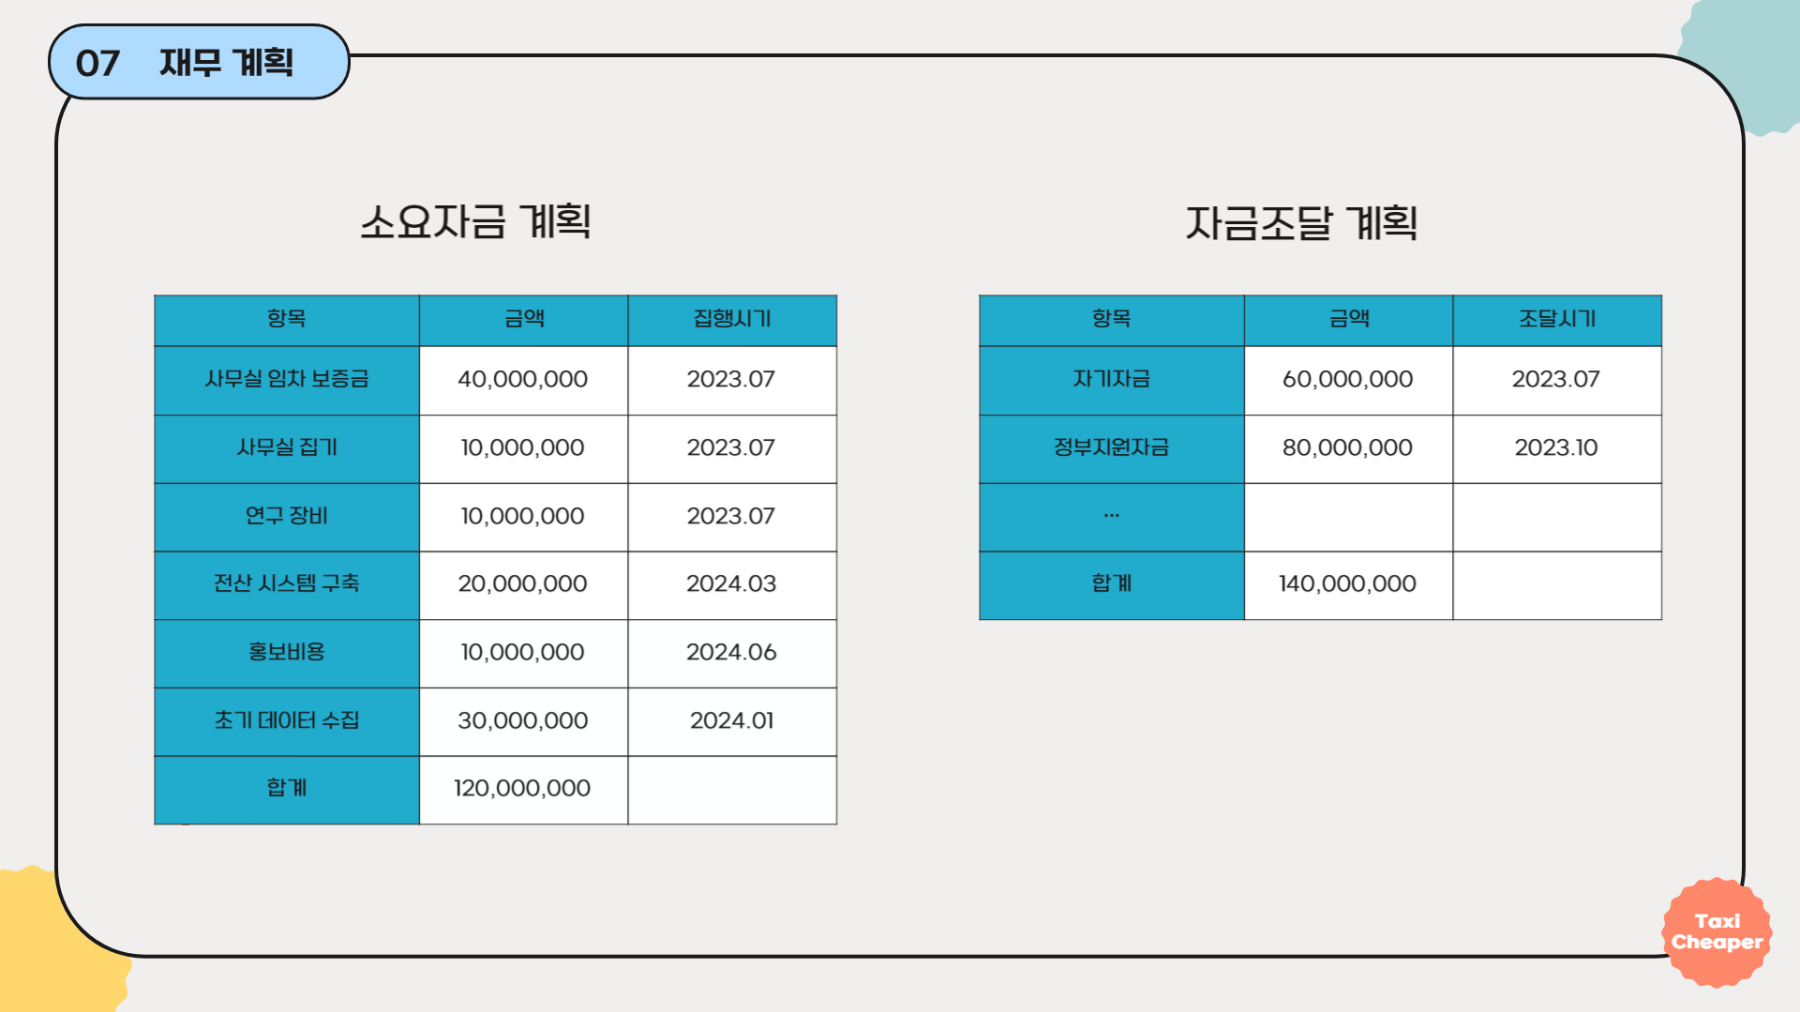 07 재무 계획
소요자금 계획
항목 금액 집행시기
사무실 임차 보증금 40,000,000 2023.07
사무실 집기 10,000,000 2023.07
연구 장비 10,000,000 2023.07
전산 시스템 구축 20,000,000 2024.03
홍보비용 10,000,000 2024.06
초기 데이터 수집 30,000,000 2024.01
합계 120,000,000
자금조달 계획
항목 금액 조달시기
자기자금 60,000,000 2023.07
정부지원자금 80,000,000 2023.10
...
합계 140,000,000
Taxi
Cheaper